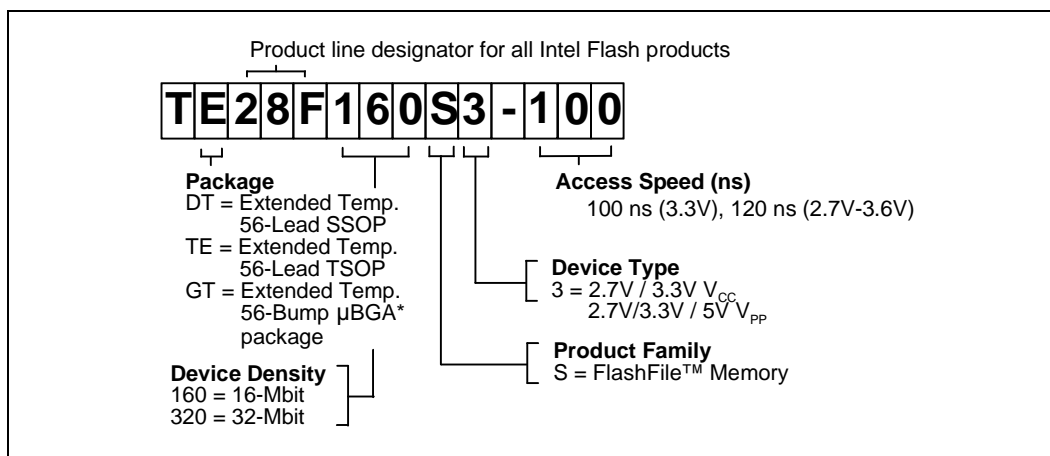 Product line designator for all Intel Flash products
TE28F160S3-100
Package
DT = Extended Temp.
56-Lead SSOP
TE = Extended Temp.
56-Lead TSOP
GT = Extended Temp.
56-Bump µBGA*
package
Device Density
160 = 16-Mbit
320 = 32-Mbit
Access Speed (ns)
100 ns (3.3V), 120 ns (2.7V-3.6V)
Device Type
3 = 2.7V / 3.3V VCC
2.7V/3.3V / 5V VPP
Product Family
S = FlashFile™ Memory